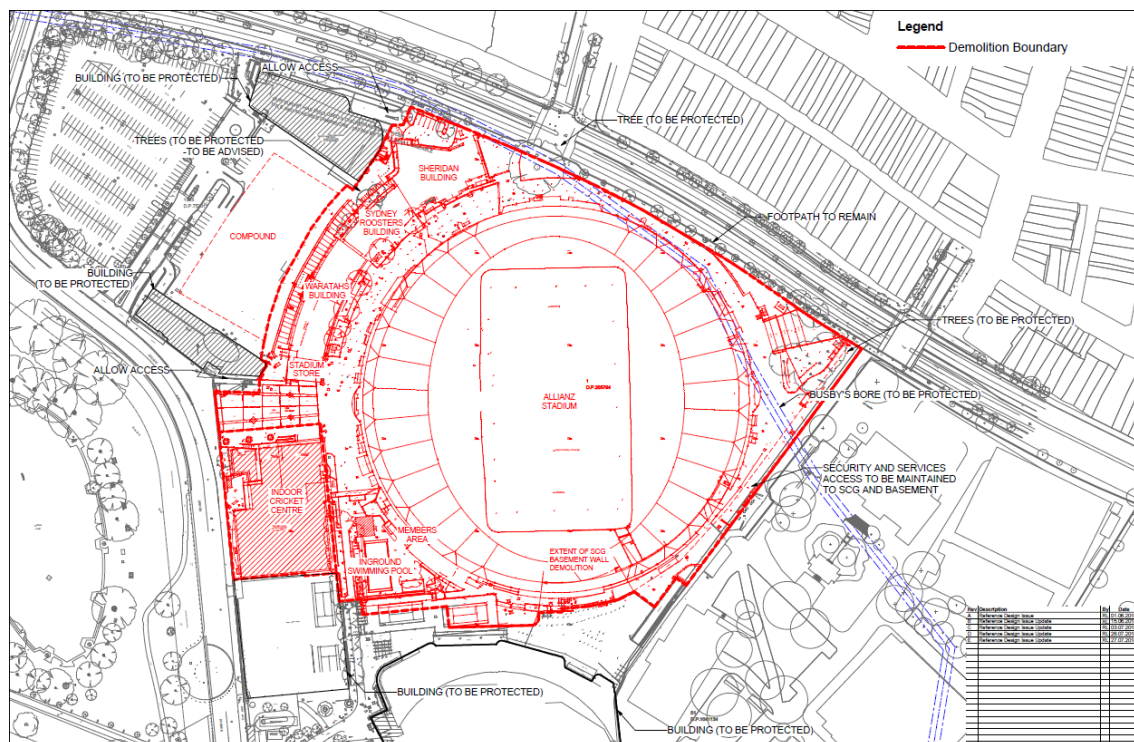 Legend
Demolition Boundary
BUILDING (TO BE PROTECTED)
ALLOW ACCESS
TREES (TO BE PROTECTED
-TO BE ADVISED)
TREE (TO BE PROTECTED)
SHERIDAN
BUILDING
SYDNEY
ROOSTERS
BUILDING
COMPOUND
FOOTPATH TO REMAIN
BUILDING
(TO BE PROTECTED)
WARATAHS
BUILDING
TREES (TO BE PROTECTED)
STADIUM
STORE
ALLOW ACCESS
ALLIANZ
STADIUM
BUSBY'S BORE (TO BE PROTECTED)
SECURITY AND SERVICES
ACCESS TO BE MAINTAINED
TO SCG AND BASEMENT
INDOOR
CRICKET
CENTRE
MEMBERS
AREA
INGROUND
SWIMMING POOL
EXTENT OF SCG
BASEMENT WALL
DEMOLITION
Rev Description By Date
A Reference Design Issue
B Reference Design Issue Update
C Reference Design Issue Update
D Reference Design Issue Update
E Reference Design Issue Update
BUILDING (TO BE PROTECTED)
BUILDING (TO BE PROTECTED)